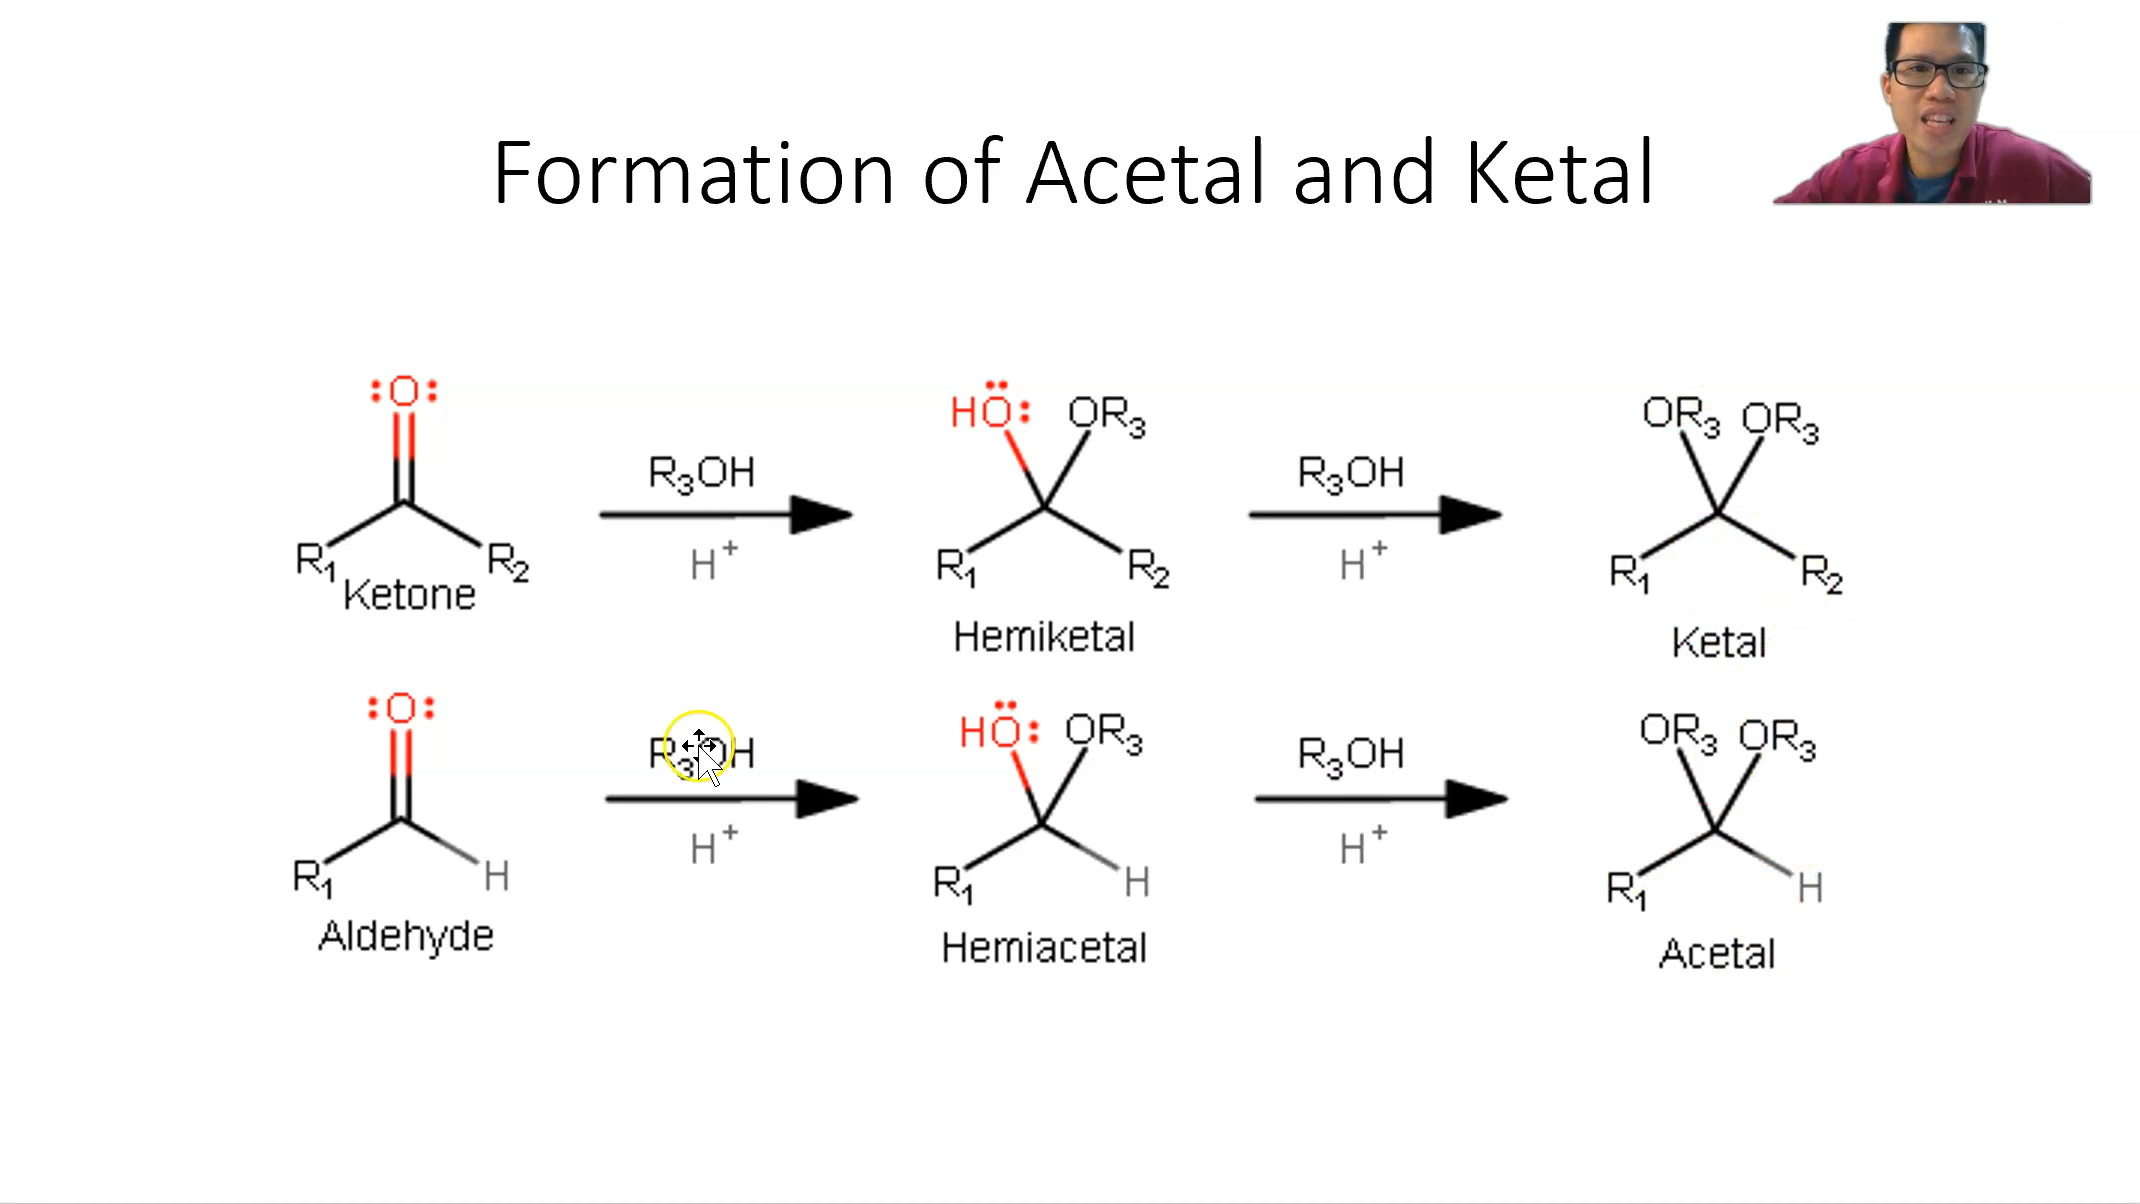 Formation of Acetal and Ketal
:O:
HÖ: OR₃
OR₃ OR₃
R₃OH
R₃OH
H⁺
H⁺
R₁ R₂
R₁ R₂
R₁ R₂
Ketone
Hemiketal
Ketal
:O:
HÖ: OR₃
OR₃ OR₃
R₃OH
R₃OH
H⁺
H⁺
R₁ H
R₁ H
R₁ H
Aldehyde
Hemiacetal
Acetal